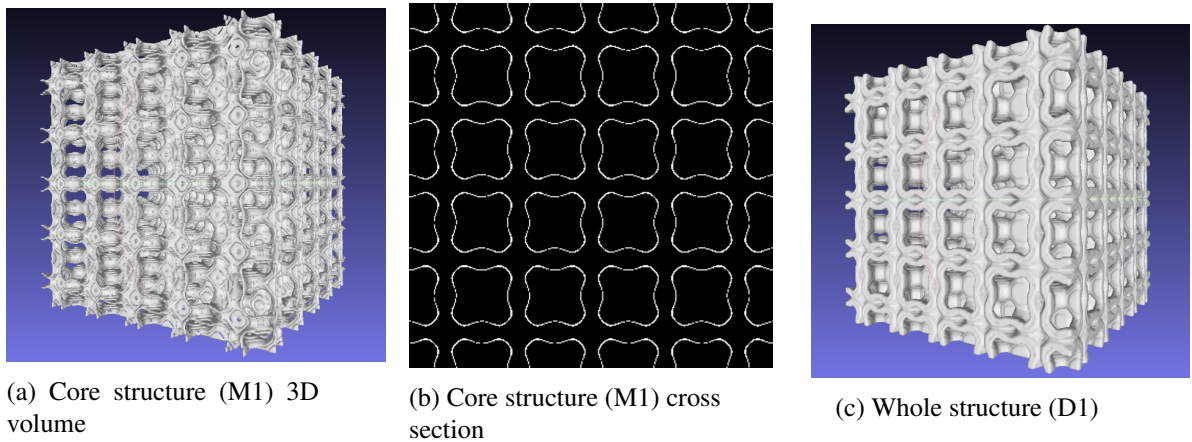 (a) Core structure (M1) 3D
volume
(b) Core structure (M1) cross
section
(c) Whole structure (D1)